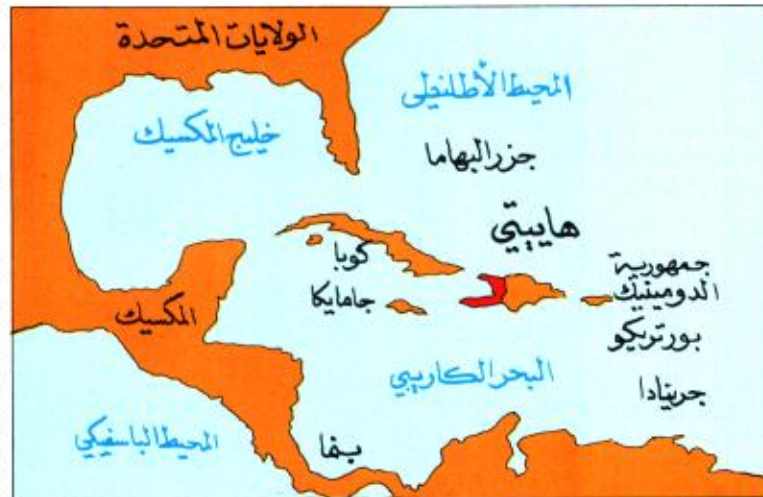 الولايات المتحدة
المحيط الأطلنطي
خليج المكسيك
جزر البهاما
هاييتي
كوبا
جمهورية
الدومينيك
جامايكا
المكسيك
بورتريكو
البحر الكاريبي
جرينادا
المحيط الباسفيكي
بنما